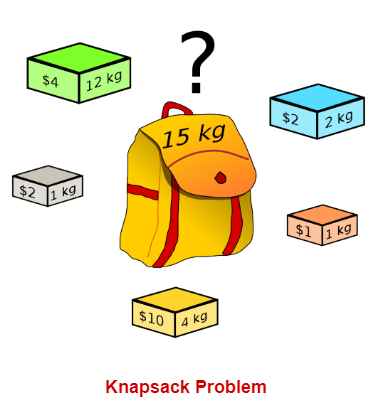 ?
$4 12 kg
15 kg
$2 2 kg
$2 1 kg
$1 1 kg
$10 4 kg
Knapsack Problem